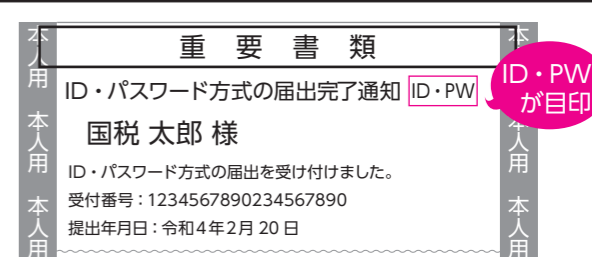 重要書類
ID・パスワード方式の届出完了通知 ID・PW
ID・PW
が目印
国税 太郎 様
ID・パスワード方式の届出を受け付けました。
受付番号：1234567890234567890
提出年月日：令和4年2月20日
本人用 本人用 本人用
本人用 本人用 本人用